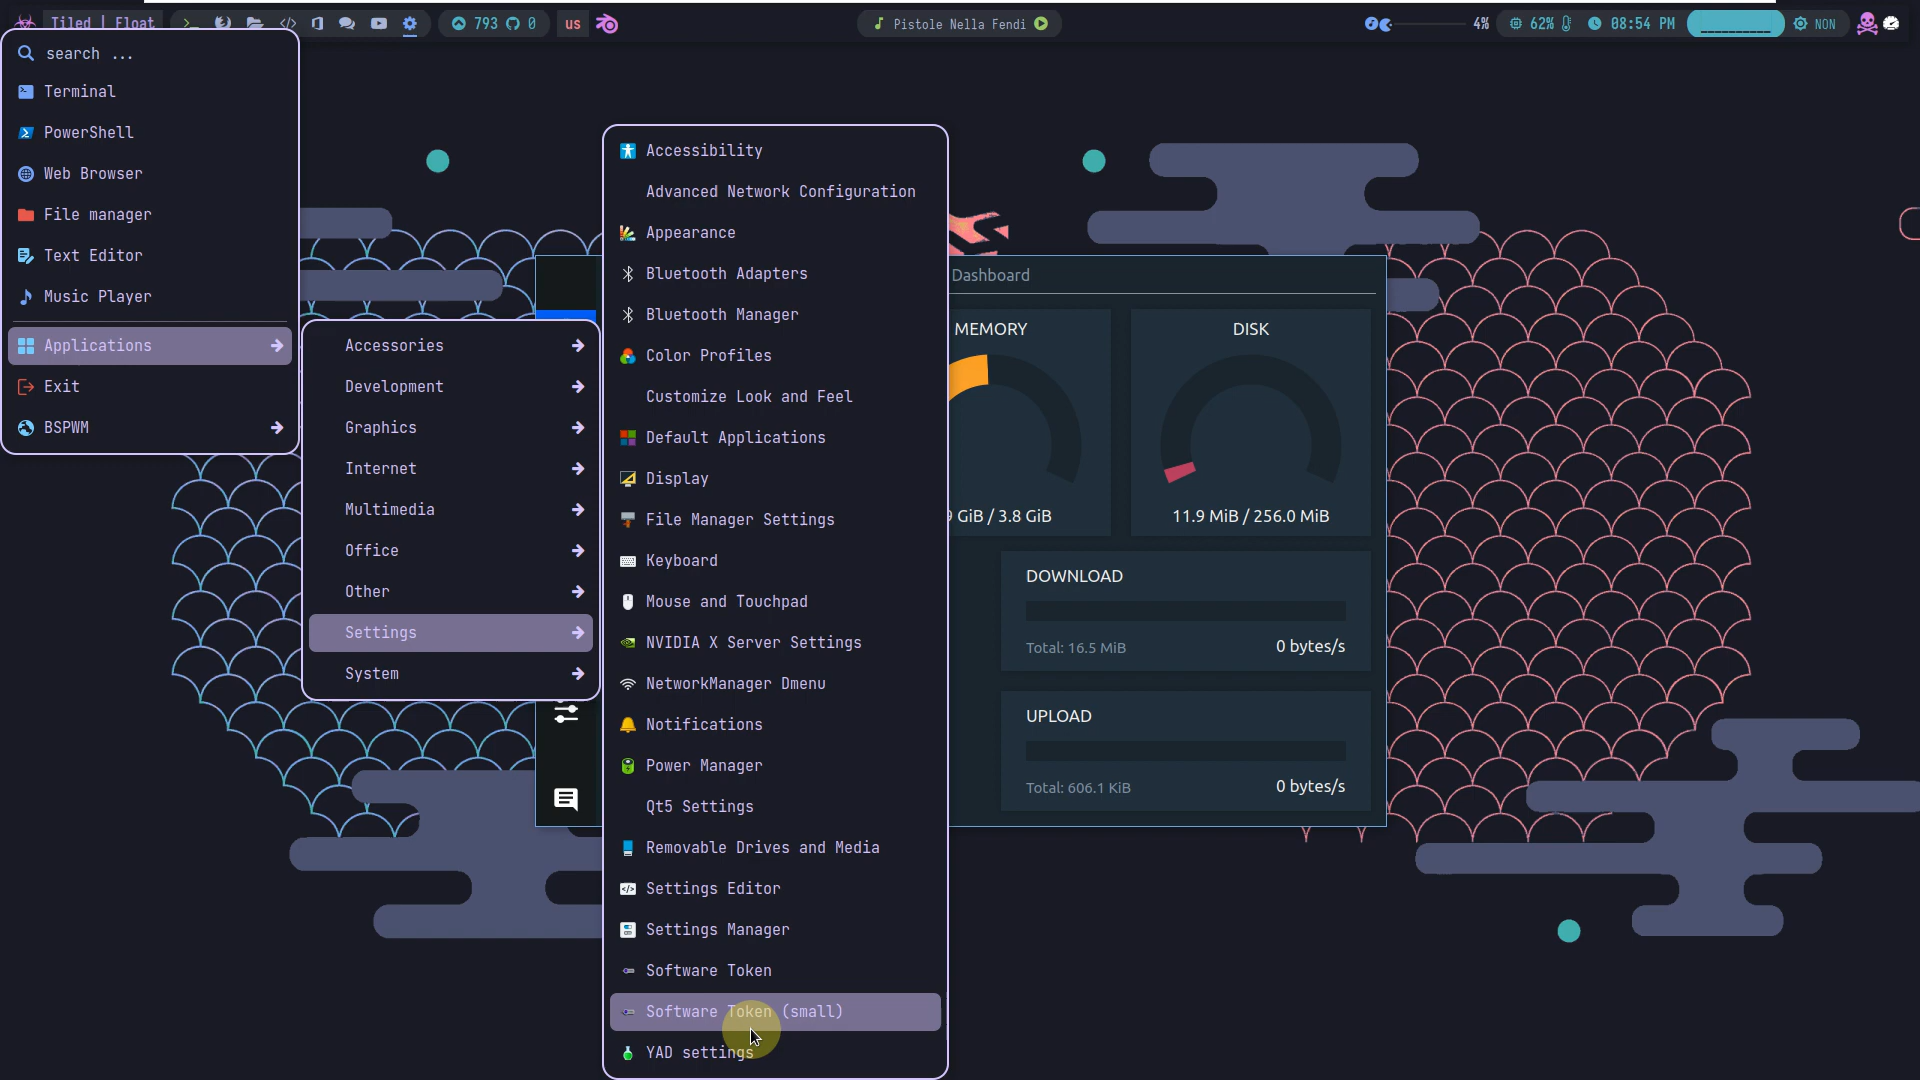 Tiled | Float
793 0
us
Pistole Nella Fendi
4%
62%
08:54 PM
NON
search ...
Terminal
PowerShell
Web Browser
File manager
Text Editor
Music Player
Applications
Exit
BSPWM
Accessories
Development
Graphics
Internet
Multimedia
Office
Other
Settings
System
Accessibility
Advanced Network Configuration
Appearance
Bluetooth Adapters
Bluetooth Manager
Color Profiles
Customize Look and Feel
Default Applications
Display
File Manager Settings
Keyboard
Mouse and Touchpad
NVIDIA X Server Settings
NetworkManager Dmenu
Notifications
Power Manager
Qt5 Settings
Removable Drives and Media
Settings Editor
Settings Manager
Software Token
Software Token (small)
YAD settings
Dashboard
MEMORY
GiB / 3.8 GiB
DISK
11.9 MiB / 256.0 MiB
DOWNLOAD
Total: 16.5 MiB 0 bytes/s
UPLOAD
Total: 606.1 KiB 0 bytes/s